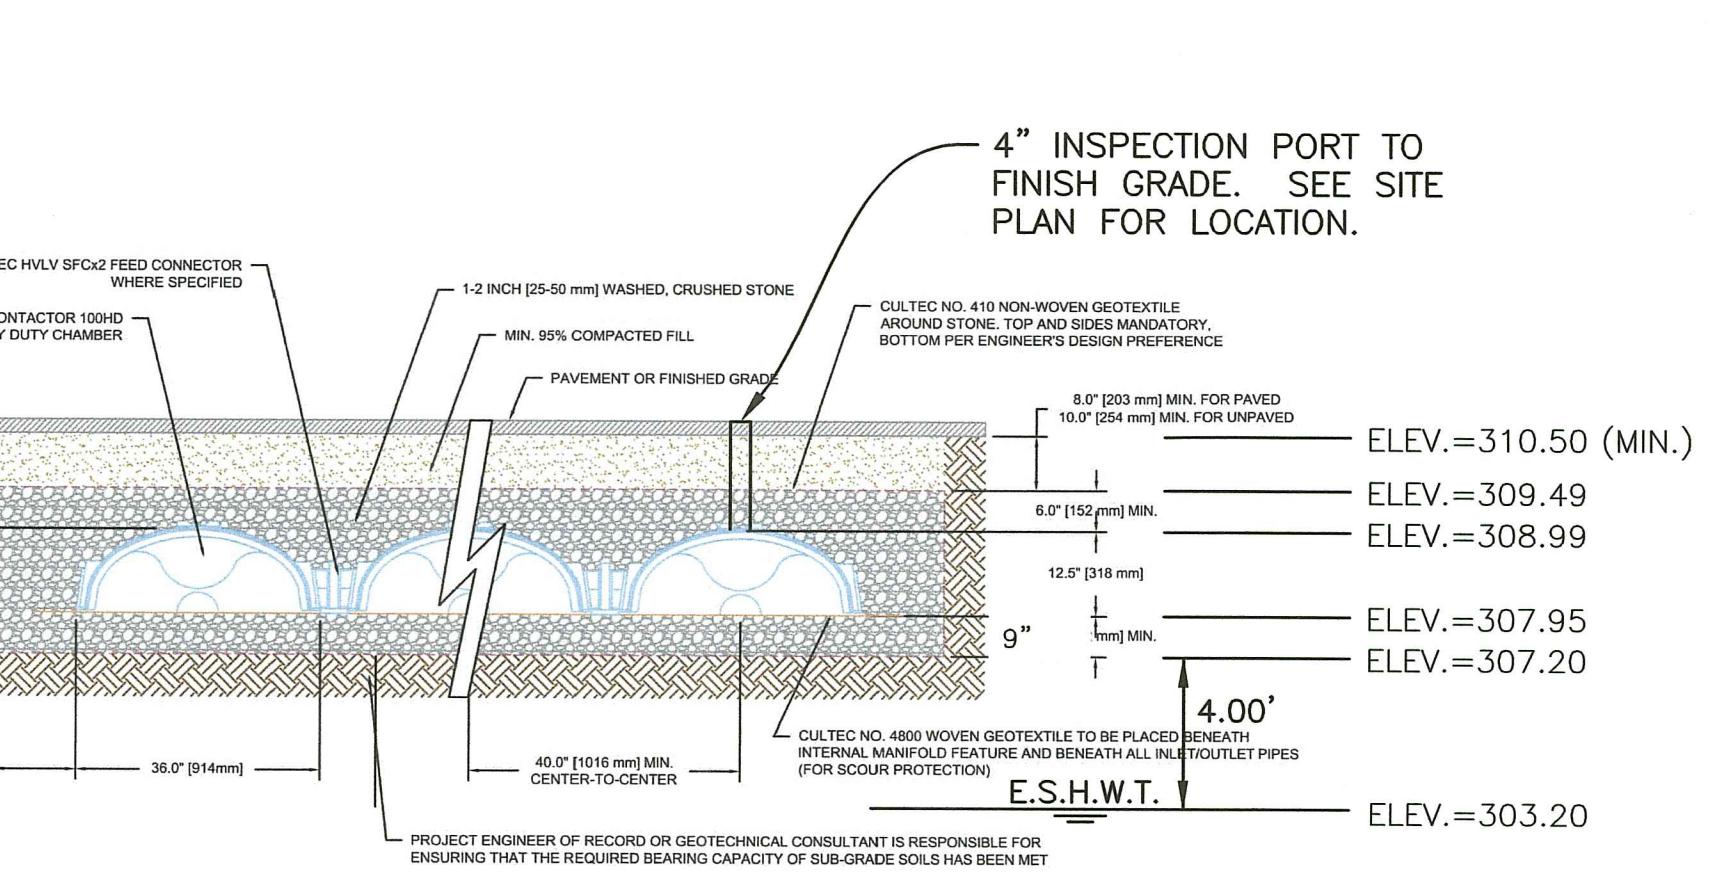 4” INSPECTION PORT TO
FINISH GRADE. SEE SITE
PLAN FOR LOCATION.
EC HVLV SFCx2 FEED CONNECTOR
WHERE SPECIFIED
1-2 INCH [25-50 mm] WASHED, CRUSHED STONE
ONTACTOR 100HD
Y DUTY CHAMBER
MIN. 95% COMPACTED FILL
CULTEC NO. 410 NON-WOVEN GEOTEXTILE
AROUND STONE. TOP AND SIDES MANDATORY,
BOTTOM PER ENGINEER'S DESIGN PREFERENCE
PAVEMENT OR FINISHED GRADE
8.0" [203 mm] MIN. FOR PAVED
10.0" [254 mm] MIN. FOR UNPAVED
ELEV.=310.50 (MIN.)
ELEV.=309.49
6.0" [152 mm] MIN.
ELEV.=308.99
12.5" [318 mm]
ELEV.=307.95
9”
mm] MIN.
ELEV.=307.20
4.00’
CULTEC NO. 4800 WOVEN GEOTEXTILE TO BE PLACED BENEATH
INTERNAL MANIFOLD FEATURE AND BENEATH ALL INLET/OUTLET PIPES
(FOR SCOUR PROTECTION)
36.0" [914mm]
40.0" [1016 mm] MIN.
CENTER-TO-CENTER
E.S.H.W.T.
ELEV.=303.20
PROJECT ENGINEER OF RECORD OR GEOTECHNICAL CONSULTANT IS RESPONSIBLE FOR
ENSURING THAT THE REQUIRED BEARING CAPACITY OF SUB-GRADE SOILS HAS BEEN MET